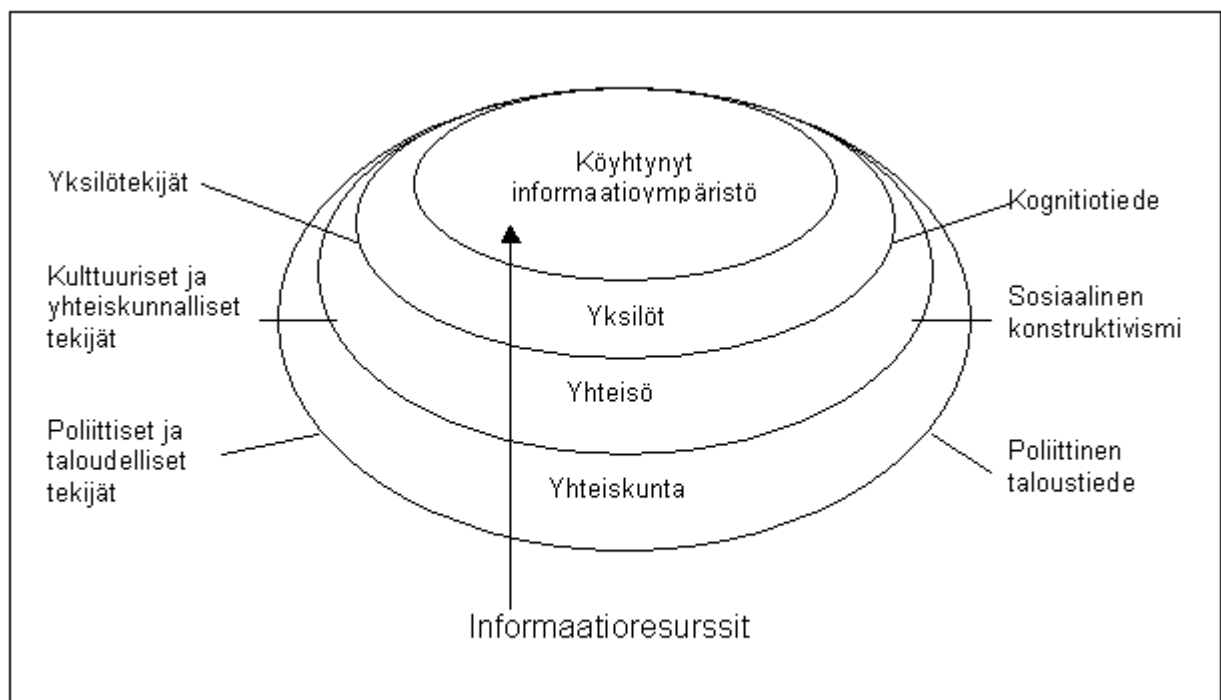 Köyhtynyt
informaatioympäristö
Yksilötekijät
Kognitiotiede
Kulttuuriset ja
yhteiskunnalliset
tekijät
Yksilöt
Sosiaalinen
konstruktivismi
Yhteisö
Poliittiset ja
taloudelliset
tekijät
Yhteiskunta
Poliittinen
taloustiede
Informaatioresurssit